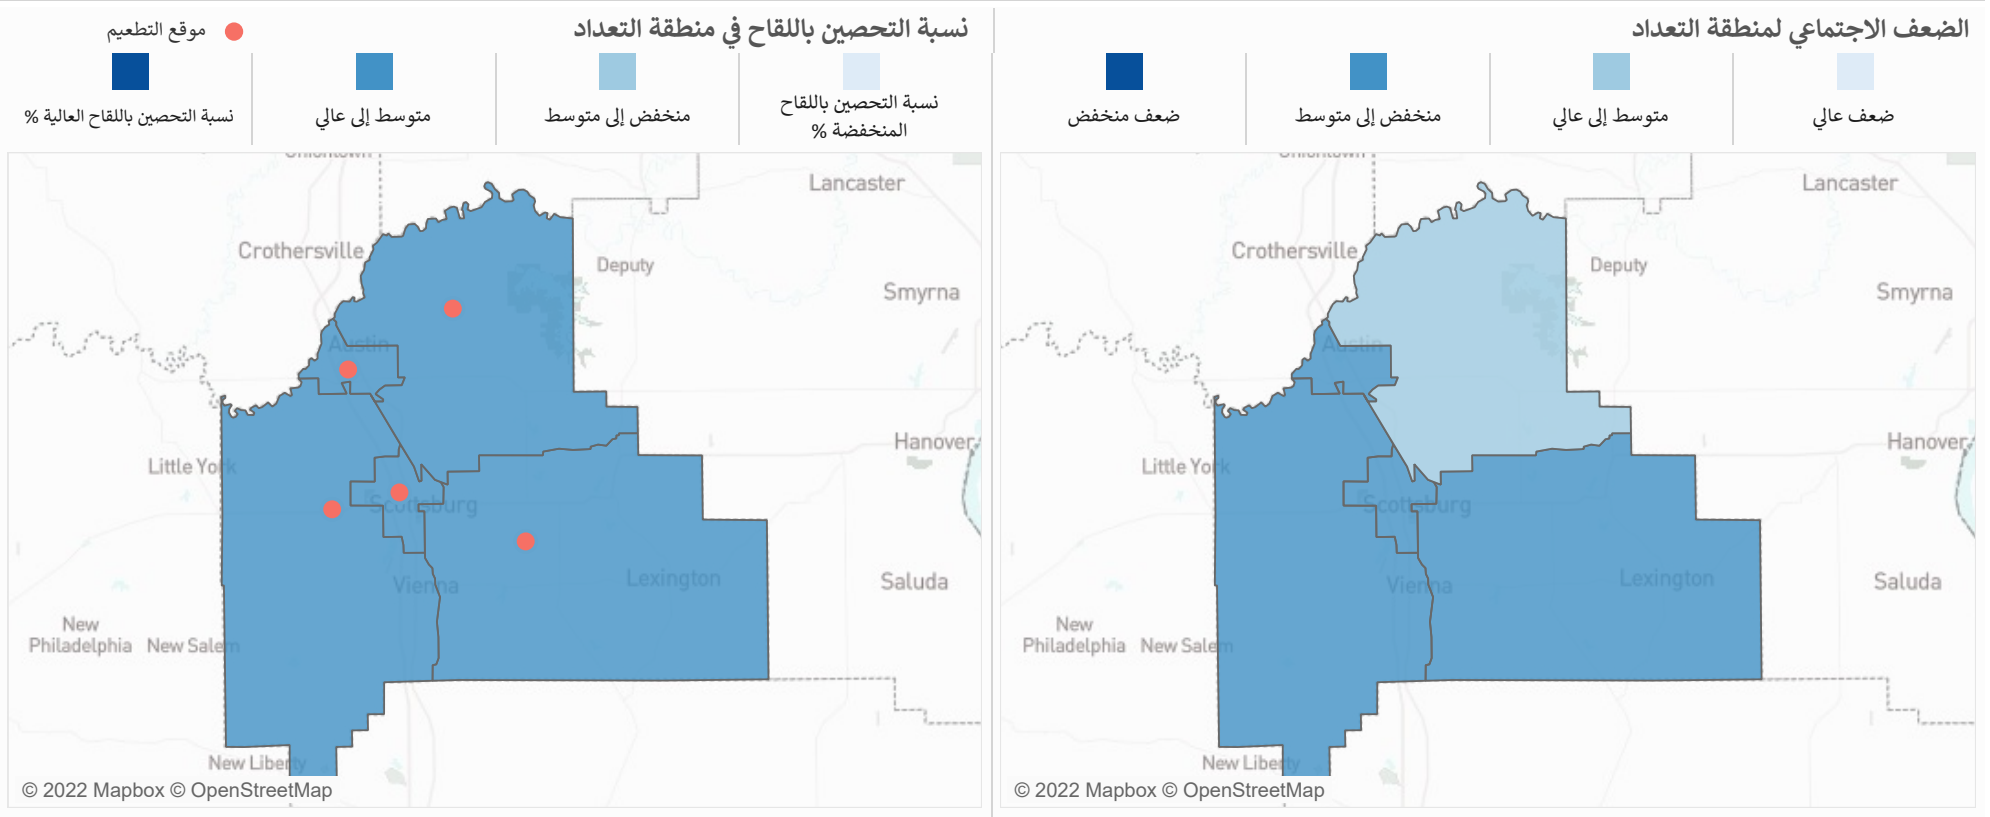 الضعف الاجتماعي لمنطقة التعداد
ضعف عالي
متوسط إلى عالي
منخفض إلى متوسط
ضعف منخفض
Uniontown
Lancaster
Crothersville
Deputy
Smyrna
Austin
Hanover
Little York
Scottsburg
Vienna
Lexington
Saluda
New
Philadelphia
New Salem
New Liberty
© 2022 Mapbox © OpenStreetMap
نسبة التحصين باللقاح في منطقة التعداد
موقع التطعيم
نسبة التحصين باللقاح
المنخفضة %
منخفض إلى متوسط
متوسط إلى عالي
نسبة التحصين باللقاح العالية %
Uniontown
Lancaster
Crothersville
Deputy
Smyrna
Austin
Hanover
Little York
Scottsburg
Vienna
Lexington
Saluda
New
Philadelphia
New Salem
New Liberty
© 2022 Mapbox © OpenStreetMap